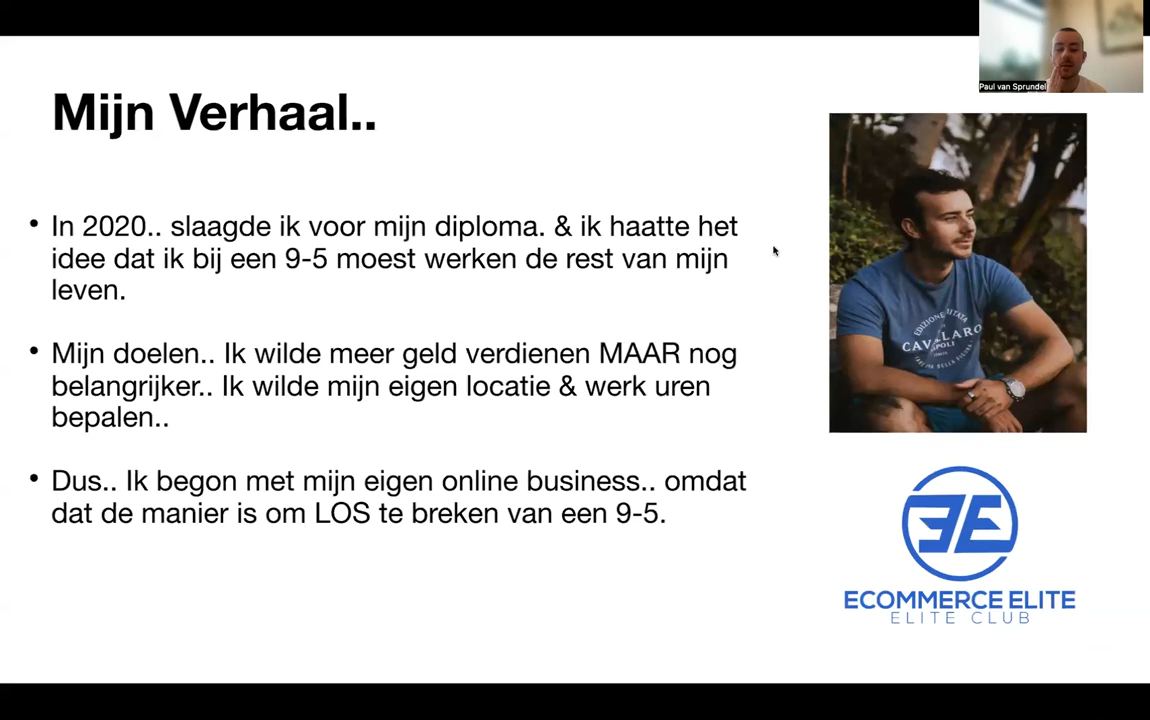 Paul van Sprundel
Mijn Verhaal..
• In 2020.. slaagde ik voor mijn diploma. & ik haatte het
idee dat ik bij een 9-5 moest werken de rest van mijn
leven.
• Mijn doelen.. Ik wilde meer geld verdienen MAAR nog
belangrijker.. Ik wilde mijn eigen locatie & werk uren
bepalen..
• Dus.. Ik begon met mijn eigen online business.. omdat
dat de manier is om LOS te breken van een 9-5.
CAVALLARO
NAPOLI
ECOMMERCE ELITE
ELITE CLUB